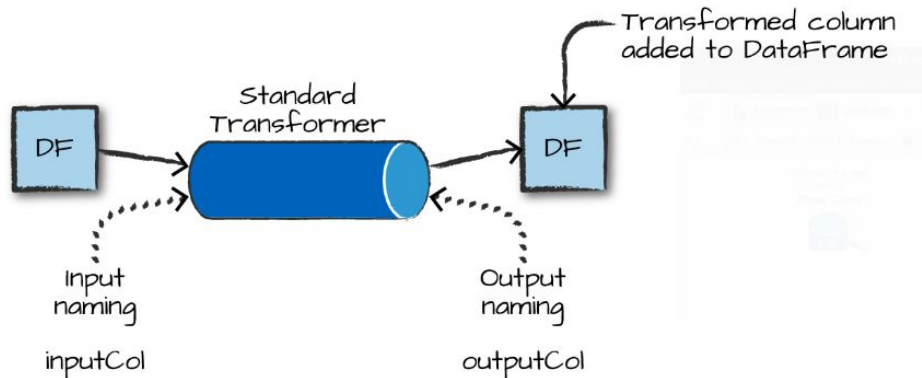 Transformed column
added to DataFrame
Standard
Transformer
DF
DF
Input
naming
Output
naming
inputCol
outputCol